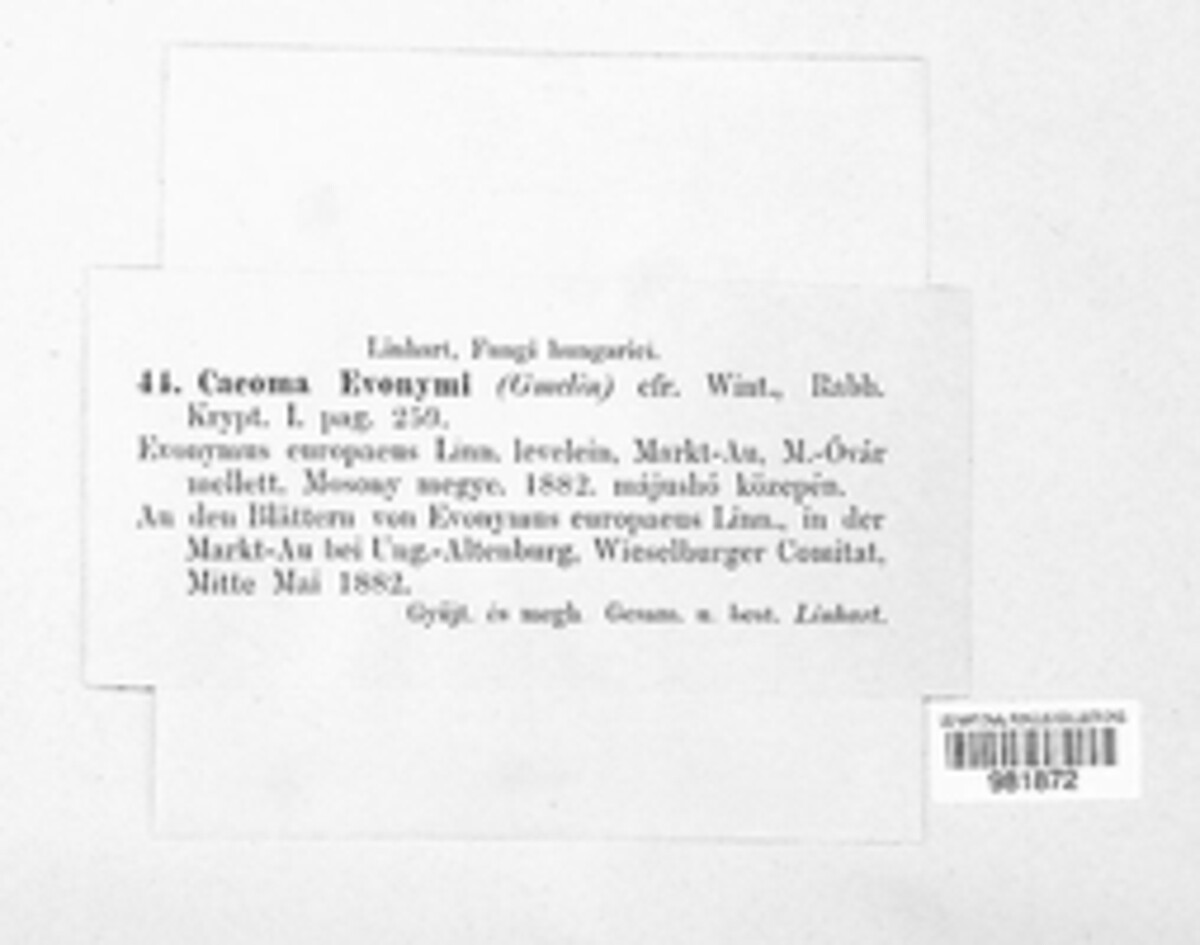 Linhart, Fungi hungarici.
44. Caeoma Evonymi (Gmelin) cfr. Wint., Rabh.
Krypt. I. pag. 259.
Evonymus europaeus Linn. levelein, Markt-Au, M.-Óvár
mellett, Mosony megye, 1882. májushó közepén.
An den Blättern von Evonymus europaeus Linn., in der
Markt-Au bei Ung.-Altenburg, Wieselburger Comitat,
Mitte Mai 1882.
Gyűjt. és megh. Gesam. u. best. Linhart.
981872